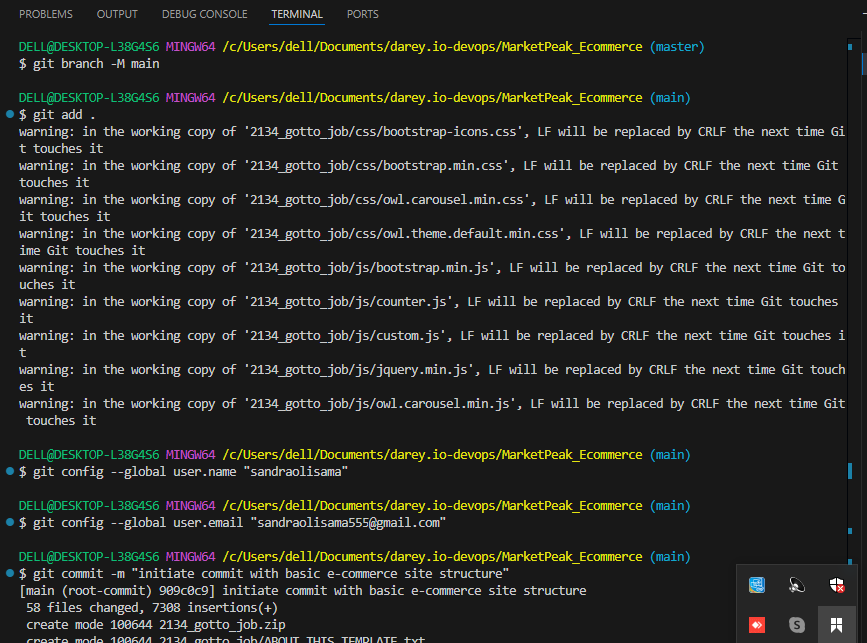 PROBLEMS OUTPUT DEBUG CONSOLE TERMINAL PORTS
DELL@DESKTOP-L38G4S6 MINGW64 /c/Users/dell/Documents/darey.io-devops/MarketPeak_Ecommerce (master)
$ git branch -M main
DELL@DESKTOP-L38G4S6 MINGW64 /c/Users/dell/Documents/darey.io-devops/MarketPeak_Ecommerce (main)
$ git add .
warning: in the working copy of '2134_gotto_job/css/bootstrap-icons.css', LF will be replaced by CRLF the next time Gi
t touches it
warning: in the working copy of '2134_gotto_job/css/bootstrap.min.css', LF will be replaced by CRLF the next time Git
touches it
warning: in the working copy of '2134_gotto_job/css/owl.carousel.min.css', LF will be replaced by CRLF the next time G
it touches it
warning: in the working copy of '2134_gotto_job/css/owl.theme.default.min.css', LF will be replaced by CRLF the next t
ime Git touches it
warning: in the working copy of '2134_gotto_job/js/bootstrap.min.js', LF will be replaced by CRLF the next time Git to
uches it
warning: in the working copy of '2134_gotto_job/js/counter.js', LF will be replaced by CRLF the next time Git touches
it
warning: in the working copy of '2134_gotto_job/js/custom.js', LF will be replaced by CRLF the next time Git touches i
t
warning: in the working copy of '2134_gotto_job/js/jquery.min.js', LF will be replaced by CRLF the next time Git touch
es it
warning: in the working copy of '2134_gotto_job/js/owl.carousel.min.js', LF will be replaced by CRLF the next time Git
touches it
DELL@DESKTOP-L38G4S6 MINGW64 /c/Users/dell/Documents/darey.io-devops/MarketPeak_Ecommerce (main)
$ git config --global user.name "sandraolisama"
DELL@DESKTOP-L38G4S6 MINGW64 /c/Users/dell/Documents/darey.io-devops/MarketPeak_Ecommerce (main)
$ git config --global user.email "sandraolisama555@gmail.com"
DELL@DESKTOP-L38G4S6 MINGW64 /c/Users/dell/Documents/darey.io-devops/MarketPeak_Ecommerce (main)
$ git commit -m "initiate commit with basic e-commerce site structure"
[main (root-commit) 909c0c9] initiate commit with basic e-commerce site structure
58 files changed, 7308 insertions(+)
create mode 100644 2134_gotto_job.zip
create mode 100644 2134_gotto_job/ABOUT THIS TEMPLATE.txt